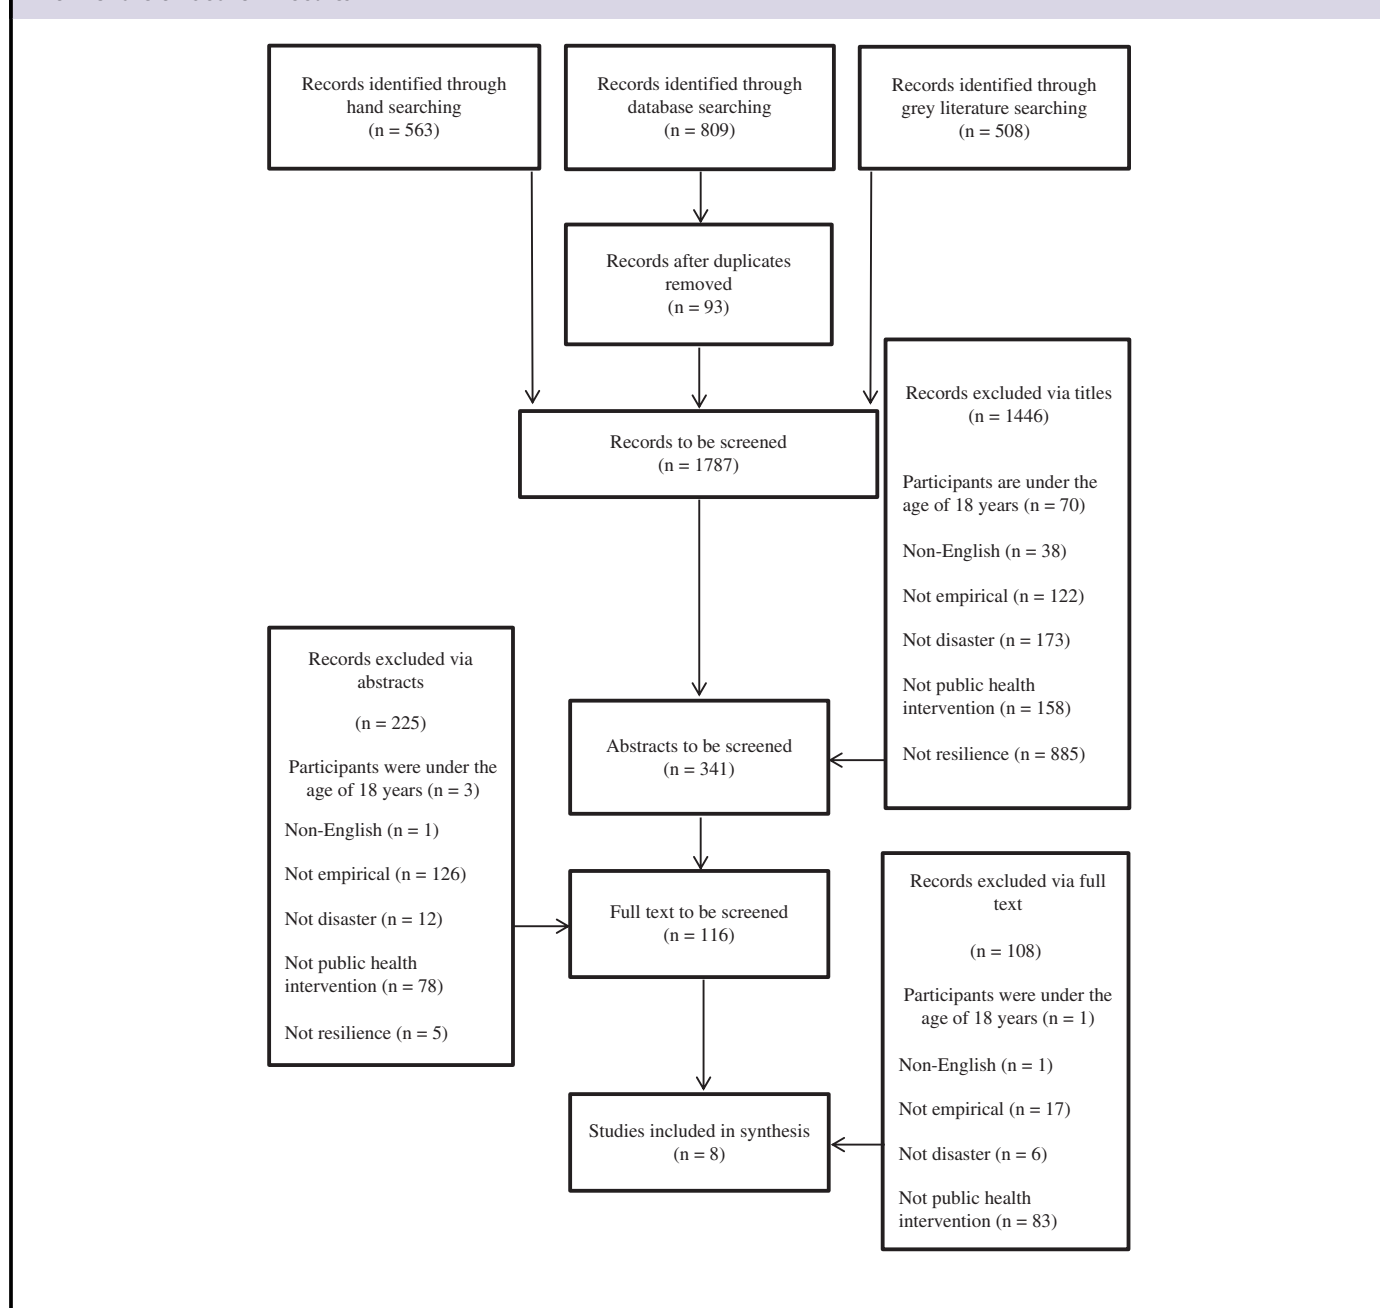 Records identified through
hand searching
(n = 563)
Records identified through
database searching
(n = 809)
Records identified through
grey literature searching
(n = 508)
Records after duplicates
removed
(n = 93)
Records to be screened
(n = 1787)
Records excluded via titles
(n = 1446)
Participants are under the
age of 18 years (n = 70)
Non-English (n = 38)
Not empirical (n = 122)
Not disaster (n = 173)
Not public health
intervention (n = 158)
Not resilience (n = 885)
Abstracts to be screened
(n = 341)
Records excluded via
abstracts
(n = 225)
Participants were under the
age of 18 years (n = 3)
Non-English (n = 1)
Not empirical (n = 126)
Not disaster (n = 12)
Not public health
intervention (n = 78)
Not resilience (n = 5)
Full text to be screened
(n = 116)
Records excluded via full
text
(n = 108)
Participants were under the
age of 18 years (n = 1)
Non-English (n = 1)
Not empirical (n = 17)
Not disaster (n = 6)
Not public health
intervention (n = 83)
Studies included in synthesis
(n = 8)